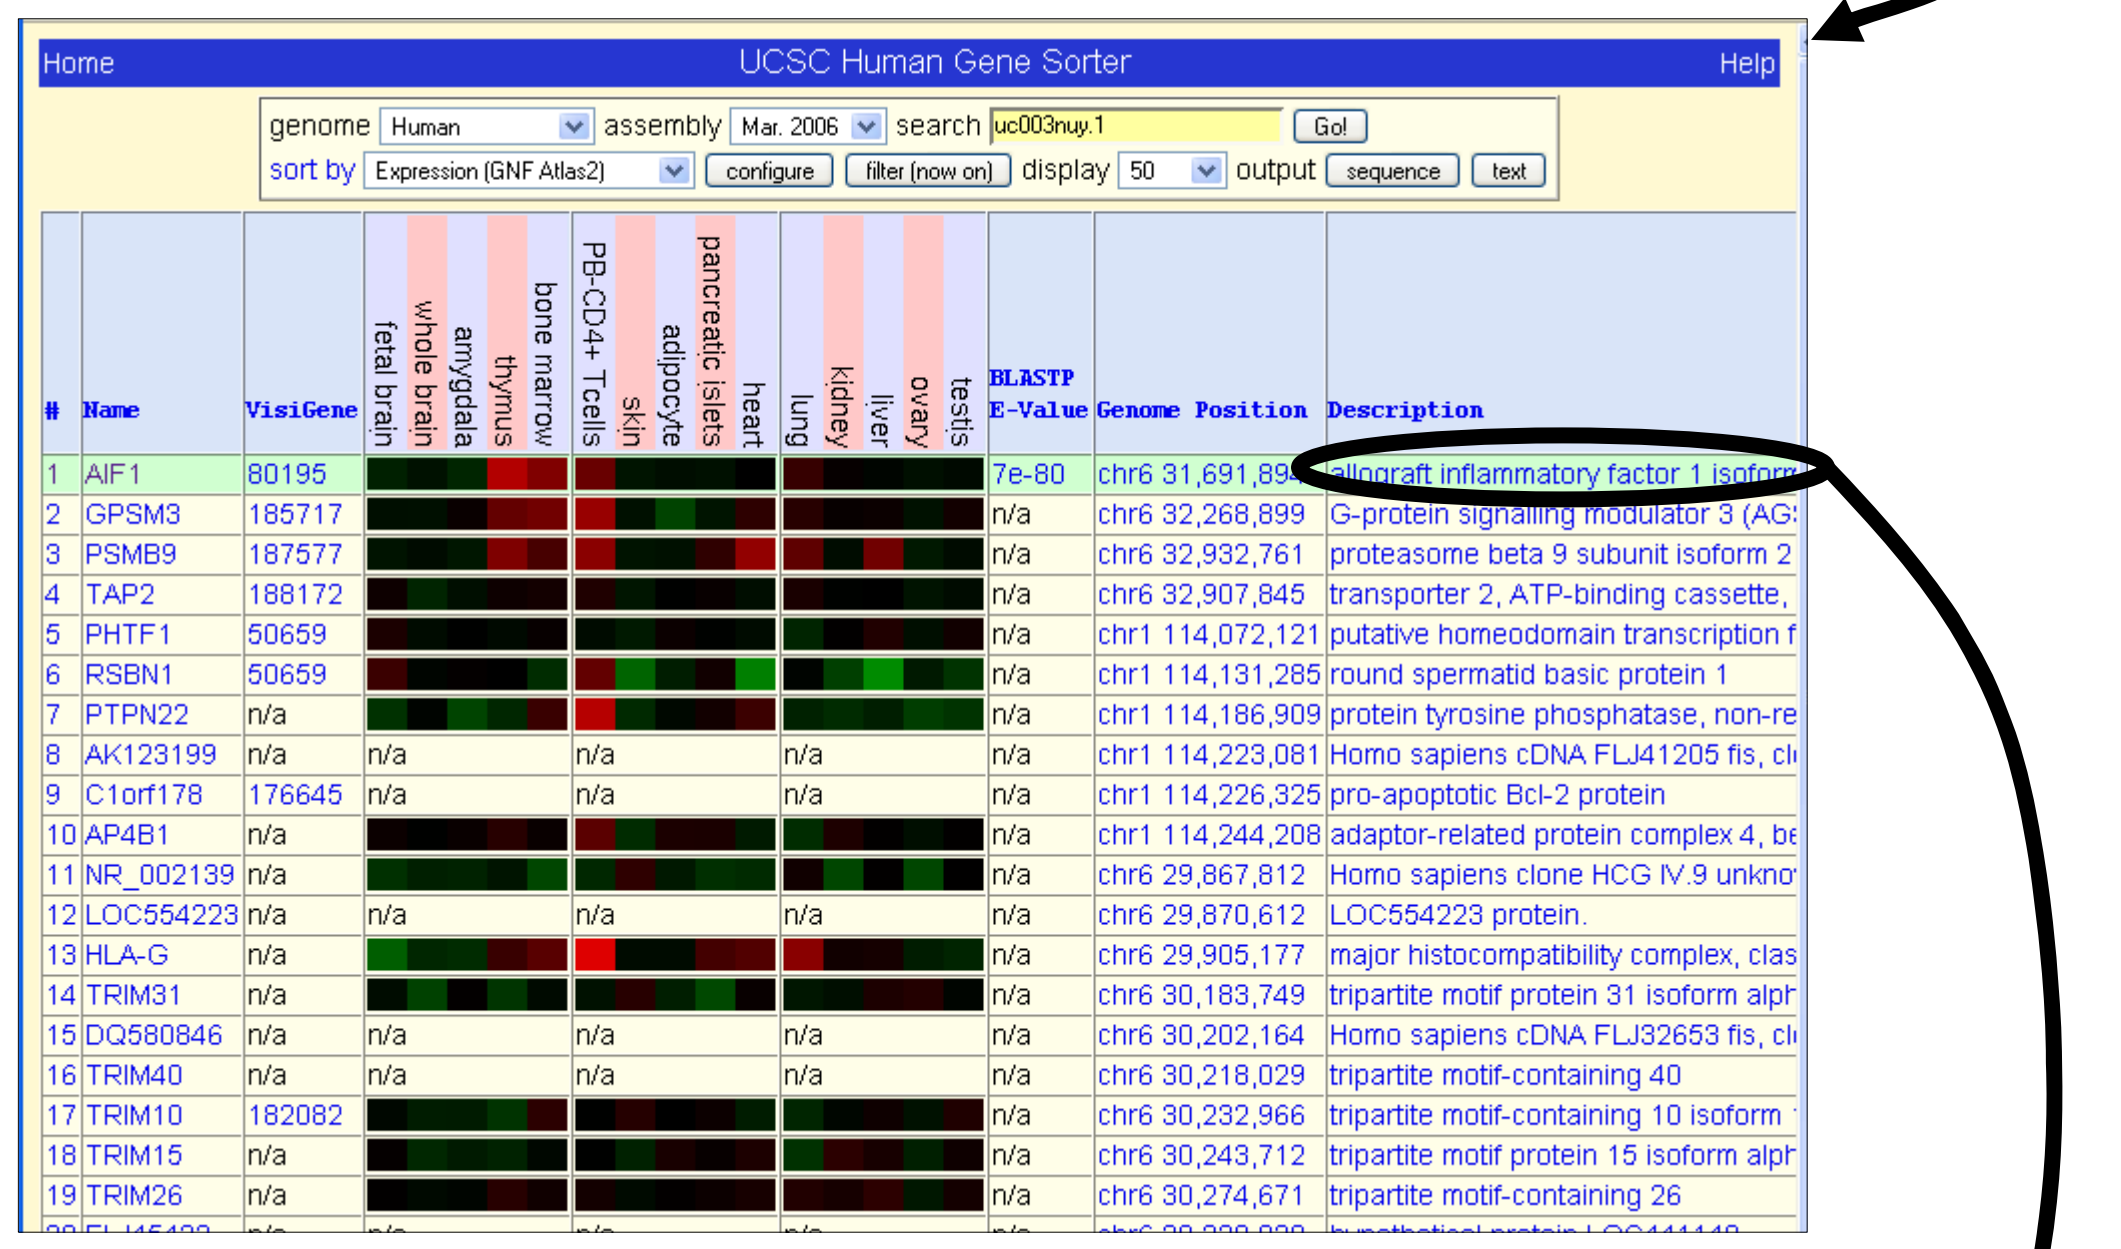 Home UCSC Human Gene Sorter Help
genome Human assembly Mar. 2006 search uc003nuy.1 Go!
sort by Expression (GNF Atlas2) configure filter (now on) display 50 output sequence text
# Name VisiGene fetal brain whole brain amygdala thymus bone marrow PB-CD4+ Tcells skin adipocyte pancreatic islets heart lung kidney liver ovary testis BLASTP E-Value Genome Position Description
1 AIF1 80195 7e-80 chr6 31,691,894 allograft inflammatory factor 1 isoform
2 GPSM3 185717 n/a chr6 32,268,899 G-protein signalling modulator 3 (AG
3 PSMB9 187577 n/a chr6 32,932,761 proteasome beta 9 subunit isoform 2
4 TAP2 188172 n/a chr6 32,907,845 transporter 2, ATP-binding cassette,
5 PHTF1 50659 n/a chr1 114,072,121 putative homeodomain transcription f
6 RSBN1 50659 n/a chr1 114,131,285 round spermatid basic protein 1
7 PTPN22 n/a n/a chr1 114,186,909 protein tyrosine phosphatase, non-re
8 AK123199 n/a n/a n/a n/a n/a chr1 114,223,081 Homo sapiens cDNA FLJ41205 fis, cl
9 C1orf178 176645 n/a n/a n/a n/a chr1 114,226,325 pro-apoptotic Bcl-2 protein
10 AP4B1 n/a n/a chr1 114,244,208 adaptor-related protein complex 4, be
11 NR_002139 n/a n/a chr6 29,867,812 Homo sapiens clone HCG IV.9 unkno
12 LOC554223 n/a n/a n/a n/a n/a chr6 29,870,612 LOC554223 protein.
13 HLA-G n/a n/a chr6 29,905,177 major histocompatibility complex, clas
14 TRIM31 n/a n/a chr6 30,183,749 tripartite motif protein 31 isoform alph
15 DQ580846 n/a n/a n/a n/a n/a chr6 30,202,164 Homo sapiens cDNA FLJ32653 fis, cl
16 TRIM40 n/a n/a n/a n/a n/a chr6 30,218,029 tripartite motif-containing 40
17 TRIM10 182082 n/a chr6 30,232,966 tripartite motif-containing 10 isoform
18 TRIM15 n/a n/a chr6 30,243,712 tripartite motif protein 15 isoform alph
19 TRIM26 n/a n/a chr6 30,274,671 tripartite motif-containing 26